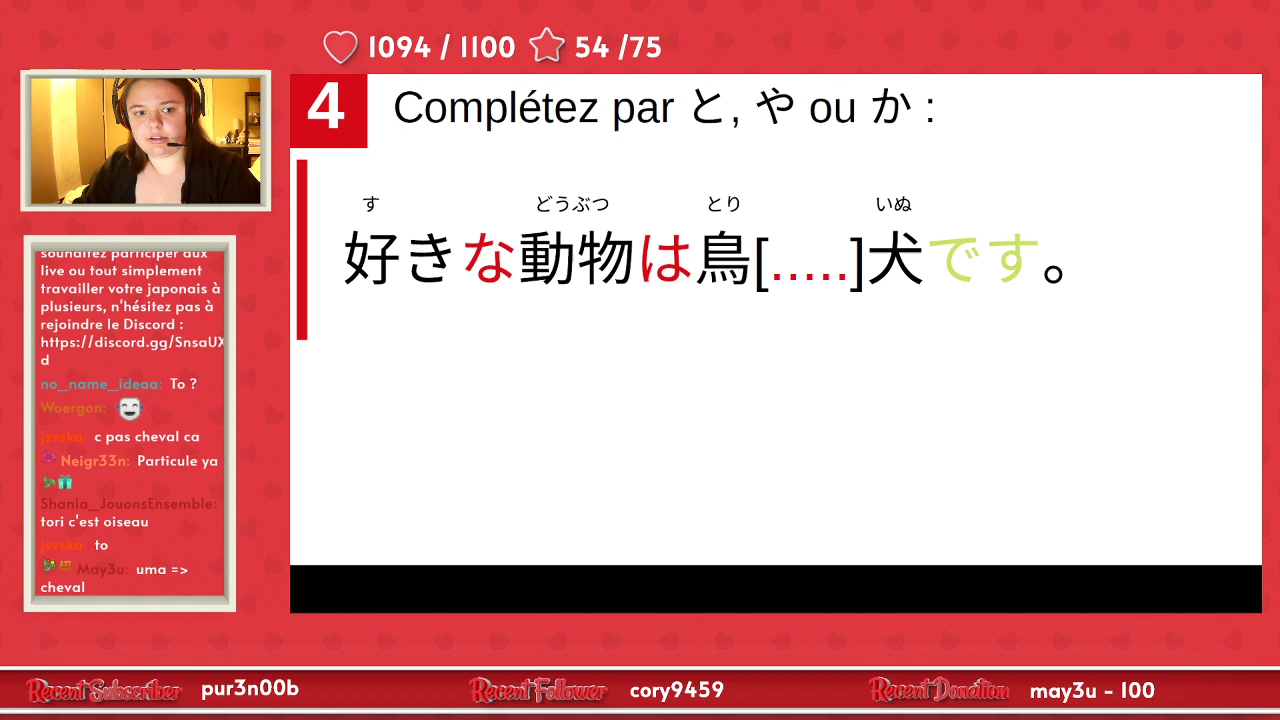 1094 / 1100 54 /75
4 Complétez par と, や ou か :
す どうぶつ とり いぬ
好きな動物は鳥[.....]犬です。
souhaitez participer aux
live ou tout simplement
travailler votre japonais à
plusieurs, n'hésitez pas à
rejoindre le Discord :
https://discord.gg/SnsaUX
d
no_name_ideaa: To ?
Woergon:
jsvska: c pas cheval ca
Neigr33n: Particule ya
Shania_JouonsEnsemble:
tori c'est oiseau
jsvska: to
May3u: uma =>
cheval
Recent Subscriber pur3n00b Recent Follower cory9459 Recent Donation may3u - 100